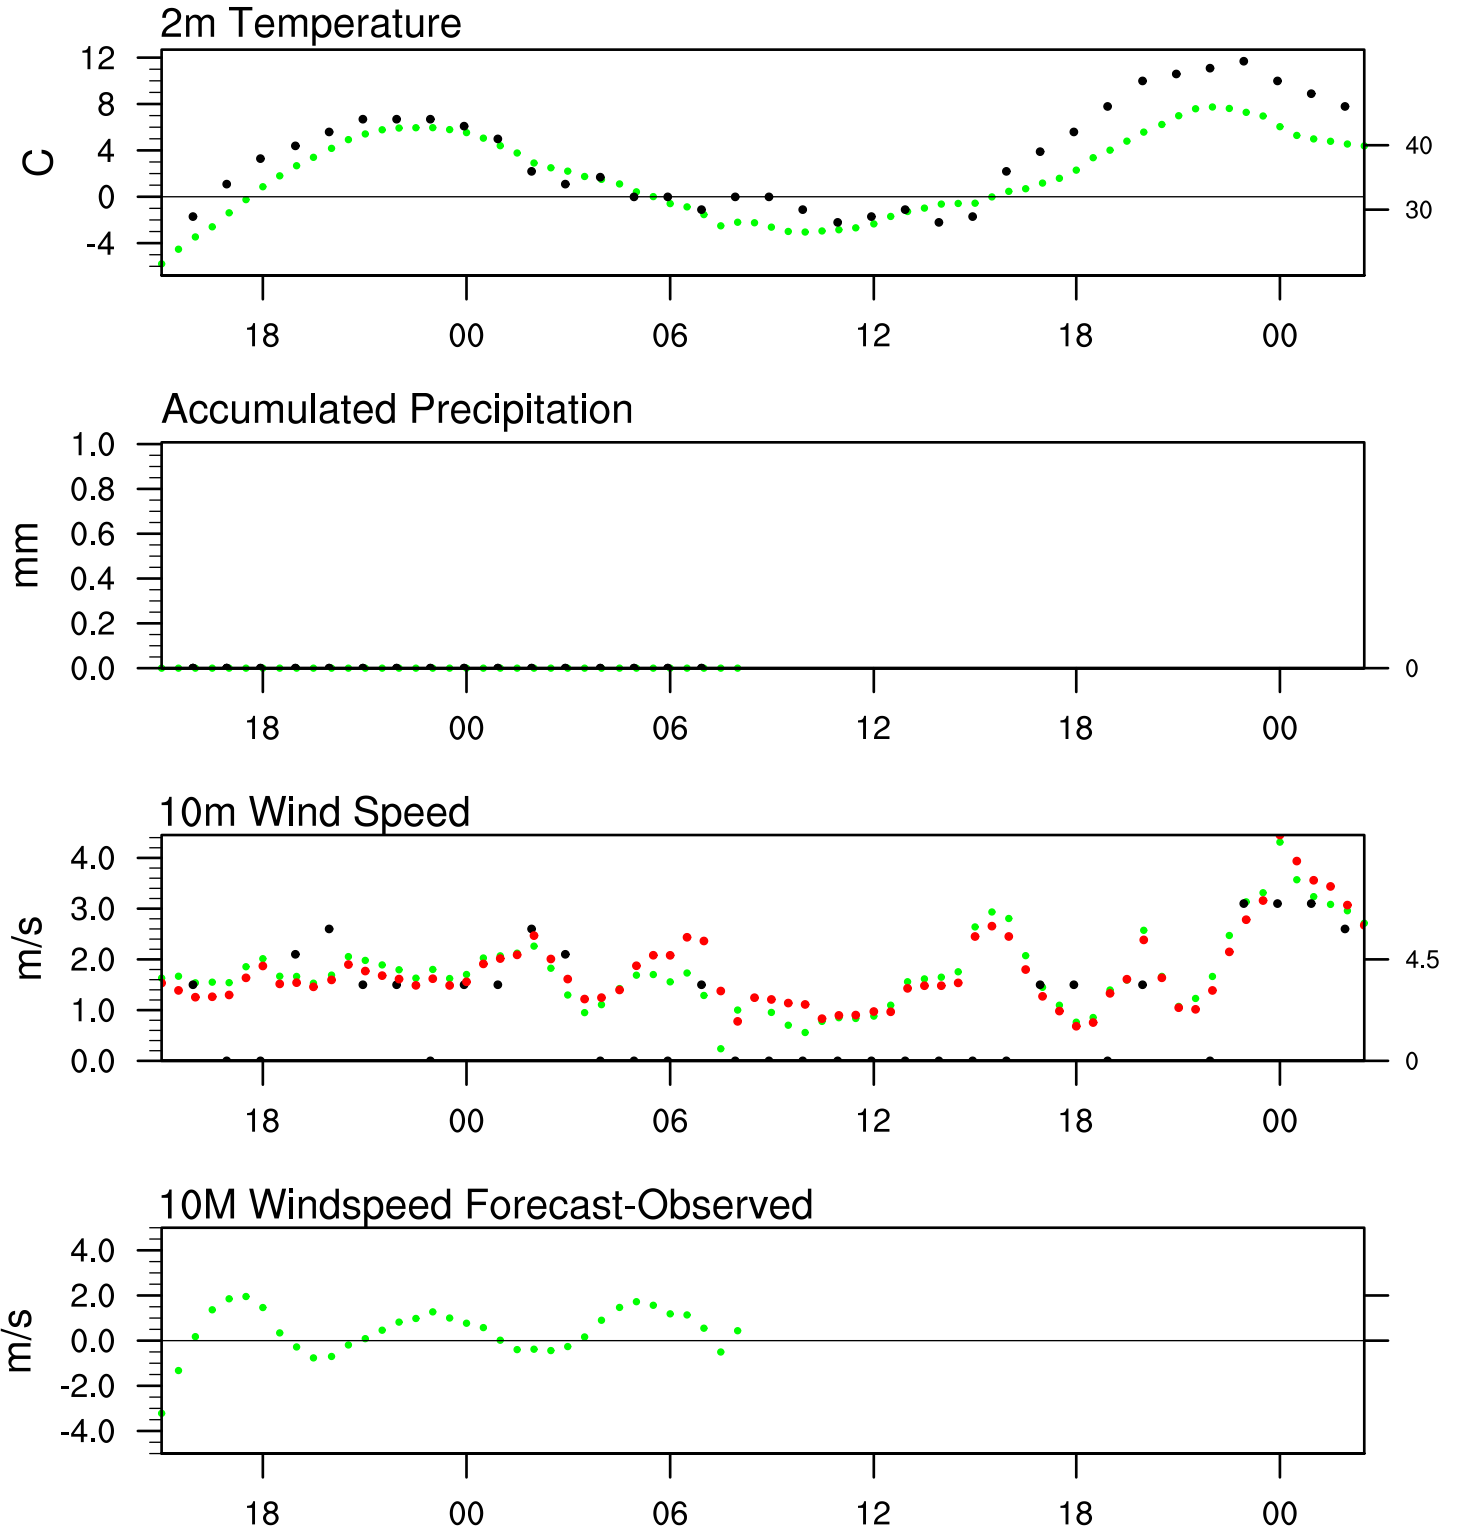 2m Temperature
12
8
4
0
-4
C
40
30
18 00 06 12 18 00
Accumulated Precipitation
1.0
0.8
0.6
0.4
0.2
0.0
mm
0
18 00 06 12 18 00
10m Wind Speed
4.0
3.0
2.0
1.0
0.0
m/s
4.5
0
18 00 06 12 18 00
10M Windspeed Forecast-Observed
4.0
2.0
0.0
-2.0
-4.0
m/s
18 00 06 12 18 00